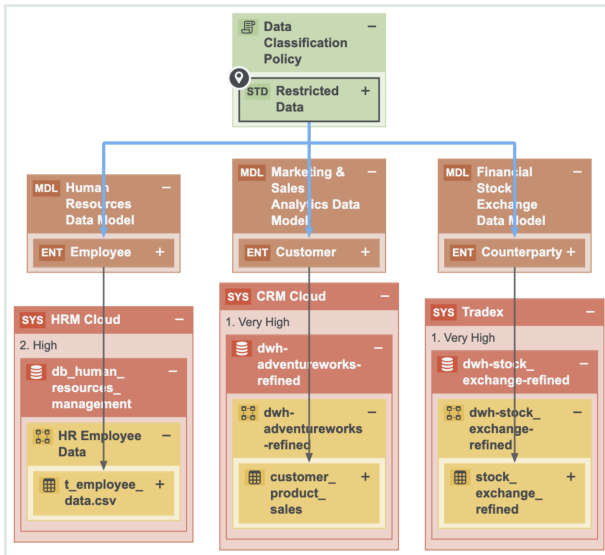 Data
Classification
Policy
STD Restricted
Data
MDL Human
Resources
Data Model
ENT Employee
MDL Marketing &
Sales
Analytics Data
Model
ENT Customer
MDL Financial
Stock
Exchange
Data Model
ENT Counterparty
SYS HRM Cloud
2. High
db_human_
resources_
management
HR Employee
Data
t_employee_
data.csv
SYS CRM Cloud
1. Very High
dwh-
adventureworks-
refined
dwh-
adventureworks
-refined
customer_
product_
sales
SYS Tradex
1. Very High
dwh-stock_
exchange-refined
dwh-stock_
exchange-
refined
stock_
exchange_
refined